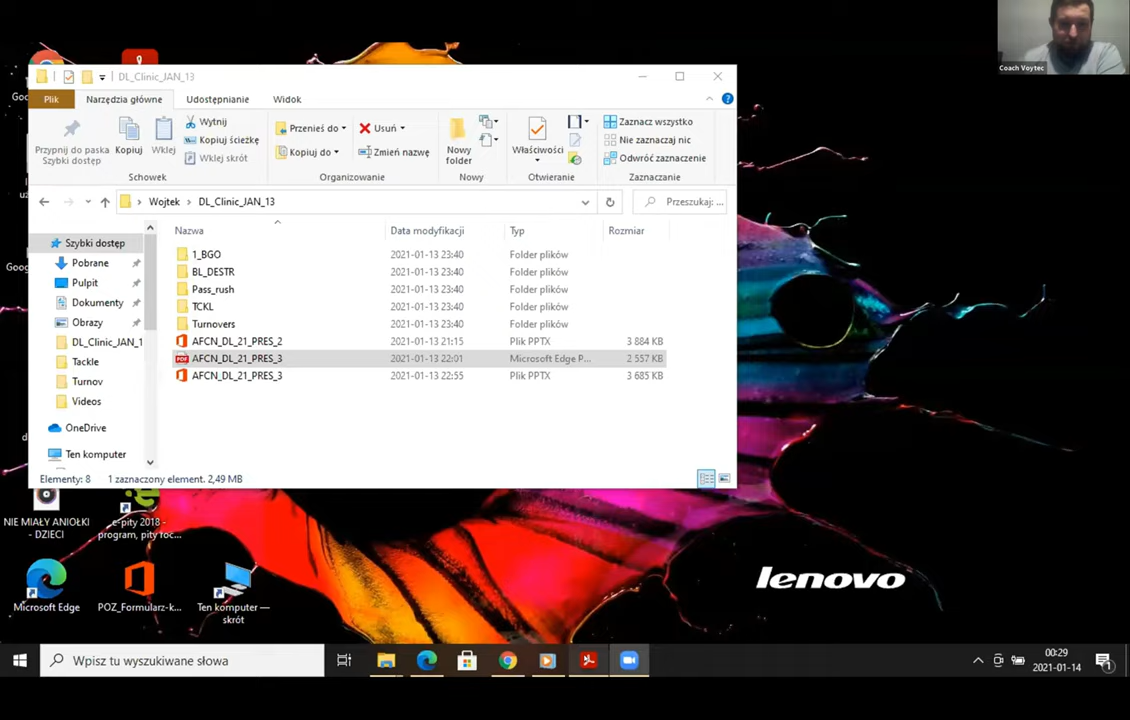 Coach Voytec
DL_Clinic_JAN_13
Plik
Narzędzia główne
Udostępnianie
Widok
Przypnij do paska
Szybki dostęp
Kopiuj
Wklej
Wytnij
Kopiuj ścieżkę
Wklej skrót
Schowek
Przenieś do
Kopiuj do
Usuń
Zmień nazwę
Organizowanie
Nowy
folder
Nowy
Właściwości
Otwieranie
Zaznacz wszystko
Nie zaznaczaj nic
Odwróć zaznaczenie
Zaznaczanie
Wojtek
DL_Clinic_JAN_13
Przeszukaj: ...
Nazwa
Data modyfikacji
Typ
Rozmiar
Szybki dostęp
Pobrane
Pulpit
Dokumenty
Obrazy
DL_Clinic_JAN_1
Tackle
Turnov
Videos
OneDrive
Ten komputer
1_BGO 2021-01-13 23:40 Folder plików
BL_DESTR 2021-01-13 23:40 Folder plików
Pass_rush 2021-01-13 23:40 Folder plików
TCKL 2021-01-13 23:40 Folder plików
Turnovers 2021-01-13 23:40 Folder plików
AFCN_DL_21_PRES_2 2021-01-13 21:15 Plik PPTX 3 884 KB
AFCN_DL_21_PRES_3 2021-01-13 22:01 Microsoft Edge P... 2 557 KB
AFCN_DL_21_PRES_3 2021-01-13 22:55 Plik PPTX 3 685 KB
Elementy: 8
1 zaznaczony element. 2,49 MB
NIE MIAŁY ANIOŁKI
- DZIECI
e-pity 2018 -
program, pity roc...
Microsoft Edge
POZ_Formularz-k...
Ten komputer —
skrót
lenovo
Wpisz tu wyszukiwane słowa
00:29
2021-01-14
1